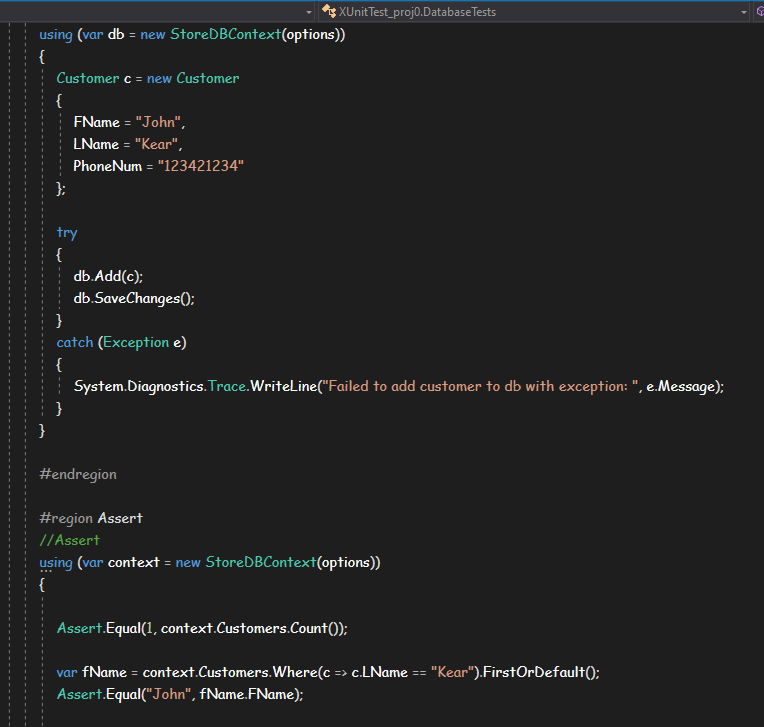 XUnitTest_proj0.DatabaseTests
using (var db = new StoreDBContext(options))
{
Customer c = new Customer
{
FName = "John",
LName = "Kear",
PhoneNum = "123421234"
};
try
{
db.Add(c);
db.SaveChanges();
}
catch (Exception e)
{
System.Diagnostics.Trace.WriteLine("Failed to add customer to db with exception: ", e.Message);
}
}
#endregion
#region Assert
//Assert
using (var context = new StoreDBContext(options))
{
Assert.Equal(1, context.Customers.Count());
var fName = context.Customers.Where(c => c.LName == "Kear").FirstOrDefault();
Assert.Equal("John", fName.FName);